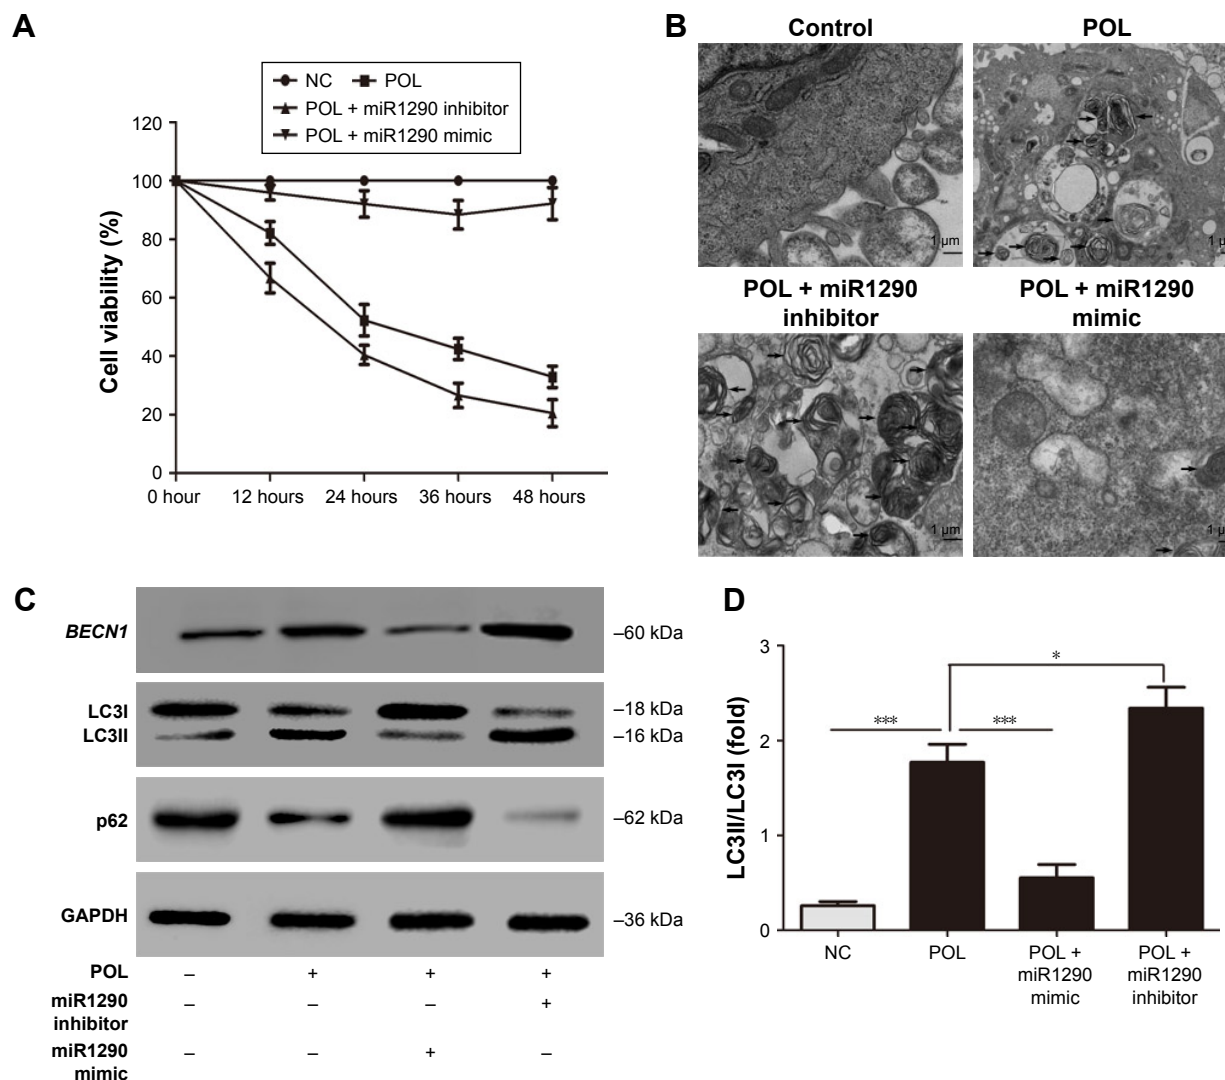 A
NC POL
POL + miR1290 inhibitor
POL + miR1290 mimic
120
100
80
60
40
20
0
Cell viability (%)
0 hour 12 hours 24 hours 36 hours 48 hours
B
Control POL
1 µm 1 µ
POL + miR1290
inhibitor
POL + miR1290
mimic
1 µm 1 µ
C
BECN1 –60 kDa
LC3I –18 kDa
LC3II –16 kDa
p62 –62 kDa
GAPDH –36 kDa
POL – + + +
miR1290
inhibitor
– – – +
miR1290
mimic
– – + –
D
3
2
1
0
LC3II/LC3I (fold)
*
*** ***
NC
POL
POL +
miR1290
mimic
POL +
miR1290
inhibitor